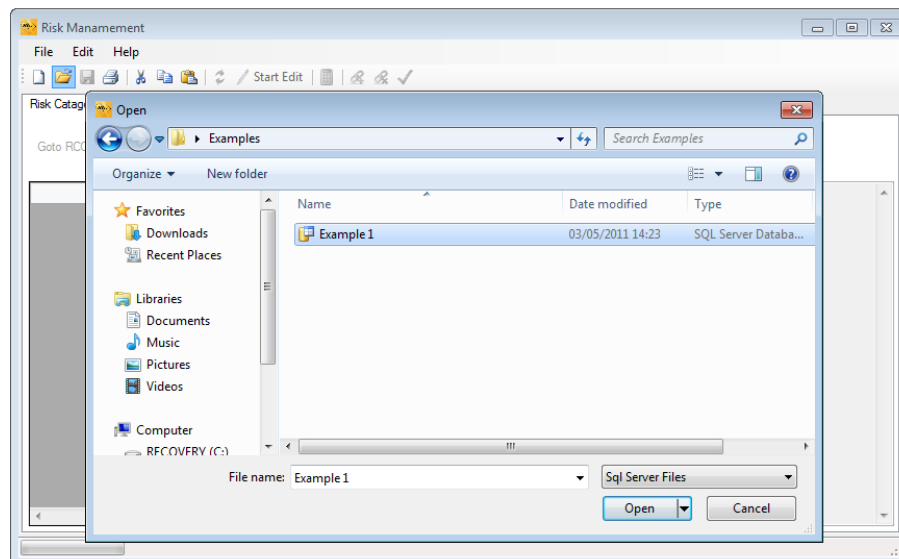 Risk Manamement
File Edit Help
Start Edit
Risk Catag
Open
Examples
Search Examples
Goto RCO
Organize New folder
Name Date modified Type
Favorites
Example 1 03/05/2011 14:23 SQL Server Databa...
Downloads
Recent Places
Libraries
Documents
Music
Pictures
Videos
Computer
RECOVERY (C:)
File name: Example 1 Sql Server Files
Open Cancel